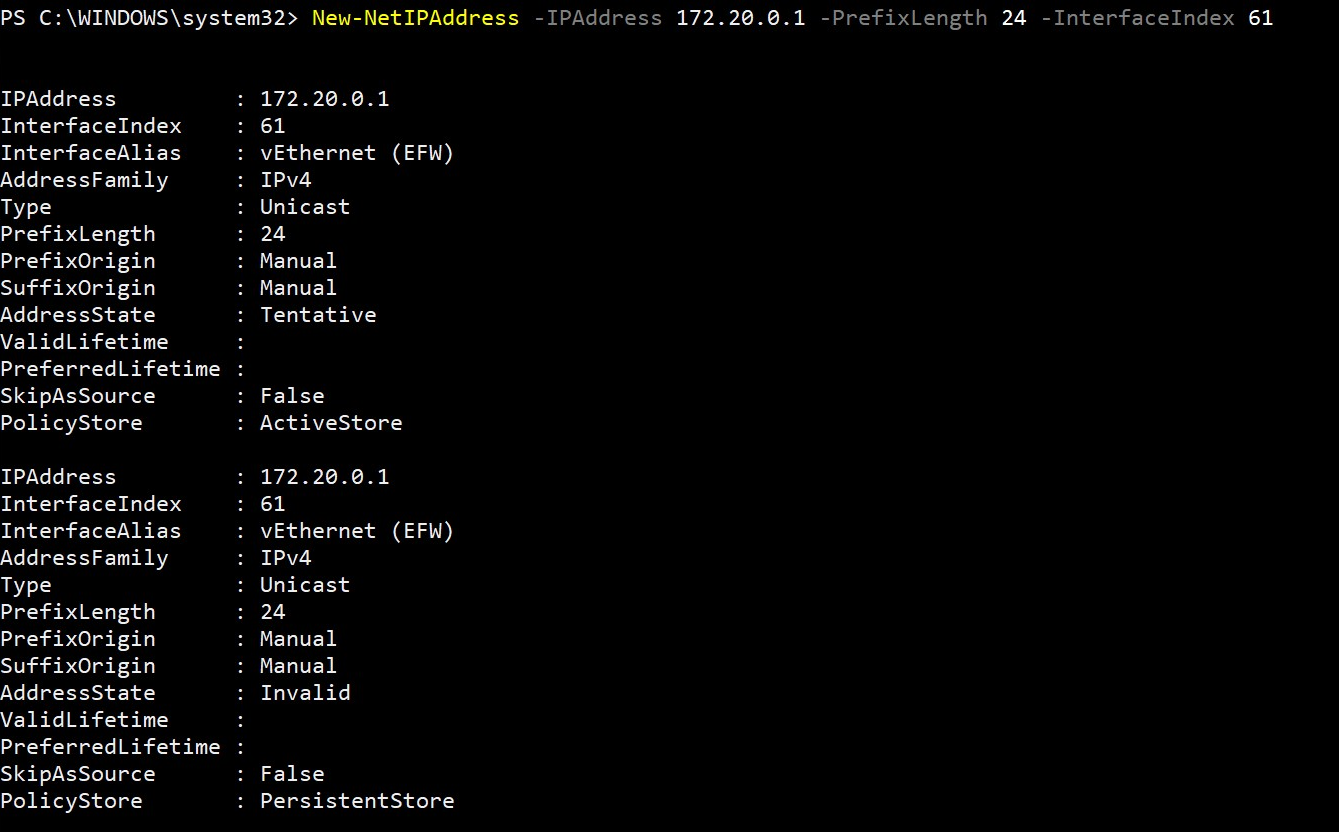 PS C:\WINDOWS\system32> New-NetIPAddress -IPAddress 172.20.0.1 -PrefixLength 24 -InterfaceIndex 61
IPAddress : 172.20.0.1
InterfaceIndex : 61
InterfaceAlias : vEthernet (EFW)
AddressFamily : IPv4
Type : Unicast
PrefixLength : 24
PrefixOrigin : Manual
SuffixOrigin : Manual
AddressState : Tentative
ValidLifetime :
PreferredLifetime :
SkipAsSource : False
PolicyStore : ActiveStore
IPAddress : 172.20.0.1
InterfaceIndex : 61
InterfaceAlias : vEthernet (EFW)
AddressFamily : IPv4
Type : Unicast
PrefixLength : 24
PrefixOrigin : Manual
SuffixOrigin : Manual
AddressState : Invalid
ValidLifetime :
PreferredLifetime :
SkipAsSource : False
PolicyStore : PersistentStore